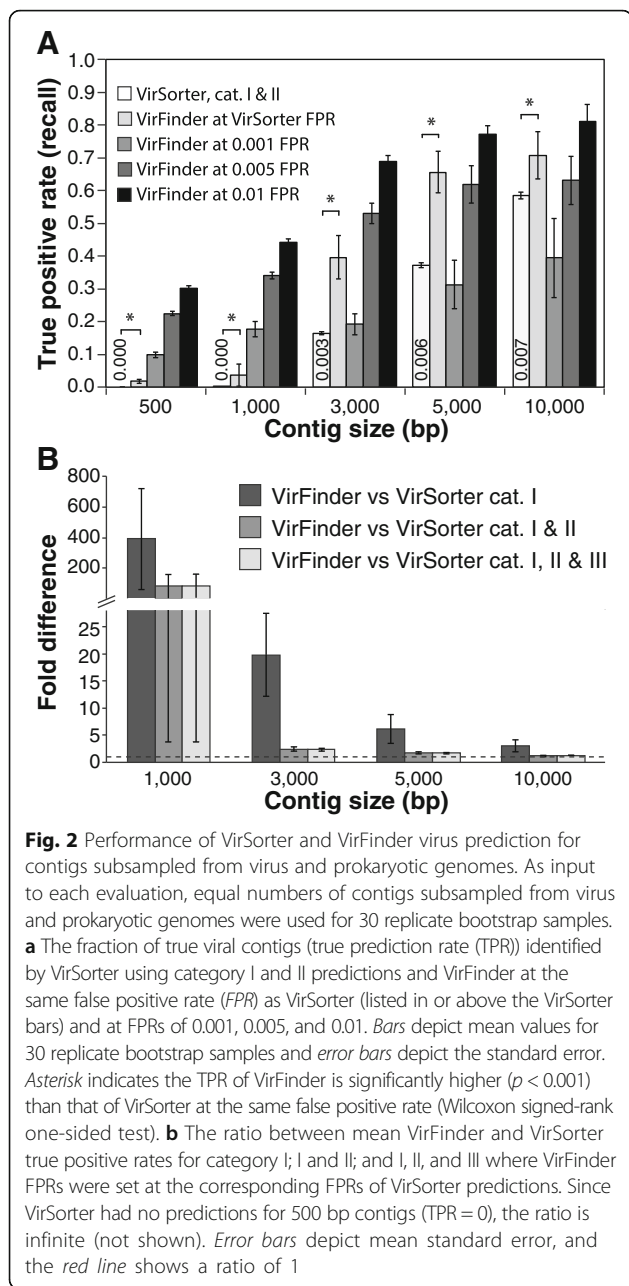 A
True positive rate (recall)
1.0
0.9
0.8
0.7
0.6
0.5
0.4
0.3
0.2
0.1
0.0
VirSorter, cat. I & II
VirFinder at VirSorter FPR
VirFinder at 0.001 FPR
VirFinder at 0.005 FPR
VirFinder at 0.01 FPR
*
*
*
*
*
0.000
0.000
0.003
0.006
0.007
500
1,000
3,000
5,000
10,000
Contig size (bp)
B
Fold difference
800
600
400
200
25
20
15
10
5
0
VirFinder vs VirSorter cat. I
VirFinder vs VirSorter cat. I & II
VirFinder vs VirSorter cat. I, II & III
1,000
3,000
5,000
10,000
Contig size (bp)
Fig. 2 Performance of VirSorter and VirFinder virus prediction for
contigs subsampled from virus and prokaryotic genomes. As input
to each evaluation, equal numbers of contigs subsampled from virus
and prokaryotic genomes were used for 30 replicate bootstrap samples.
a The fraction of true viral contigs (true prediction rate (TPR)) identified
by VirSorter using category I and II predictions and VirFinder at the
same false positive rate (FPR) as VirSorter (listed in or above the VirSorter
bars) and at FPRs of 0.001, 0.005, and 0.01. Bars depict mean values for
30 replicate bootstrap samples and error bars depict the standard error.
Asterisk indicates the TPR of VirFinder is significantly higher (p < 0.001)
than that of VirSorter at the same false positive rate (Wilcoxon signed-rank
one-sided test). b The ratio between mean VirFinder and VirSorter
true positive rates for category I; I and II; and I, II, and III where VirFinder
FPRs were set at the corresponding FPRs of VirSorter predictions. Since
VirSorter had no predictions for 500 bp contigs (TPR = 0), the ratio is
infinite (not shown). Error bars depict mean standard error, and
the red line shows a ratio of 1